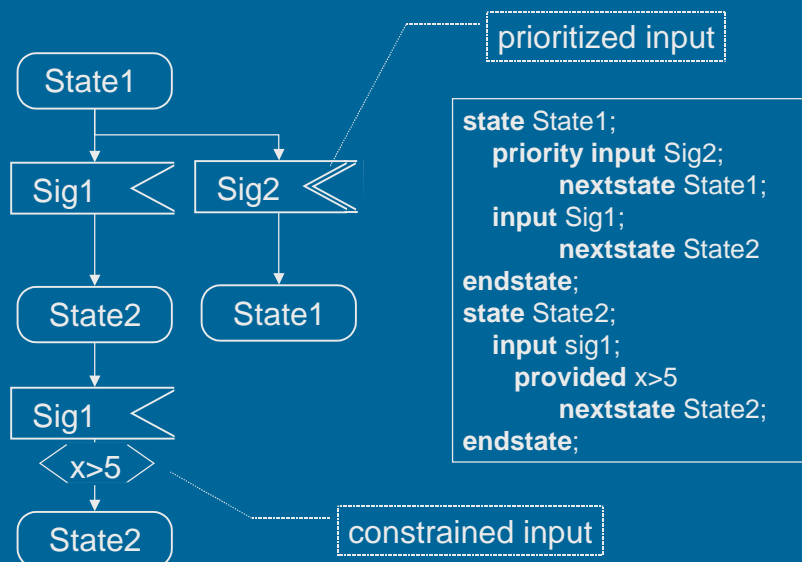 prioritized input
State1
Sig1
Sig2
State2
State1
Sig1
x>5
State2
constrained input
state State1;
priority input Sig2;
nextstate State1;
input Sig1;
nextstate State2
endstate;
state State2;
input sig1;
provided x>5
nextstate State2;
endstate;